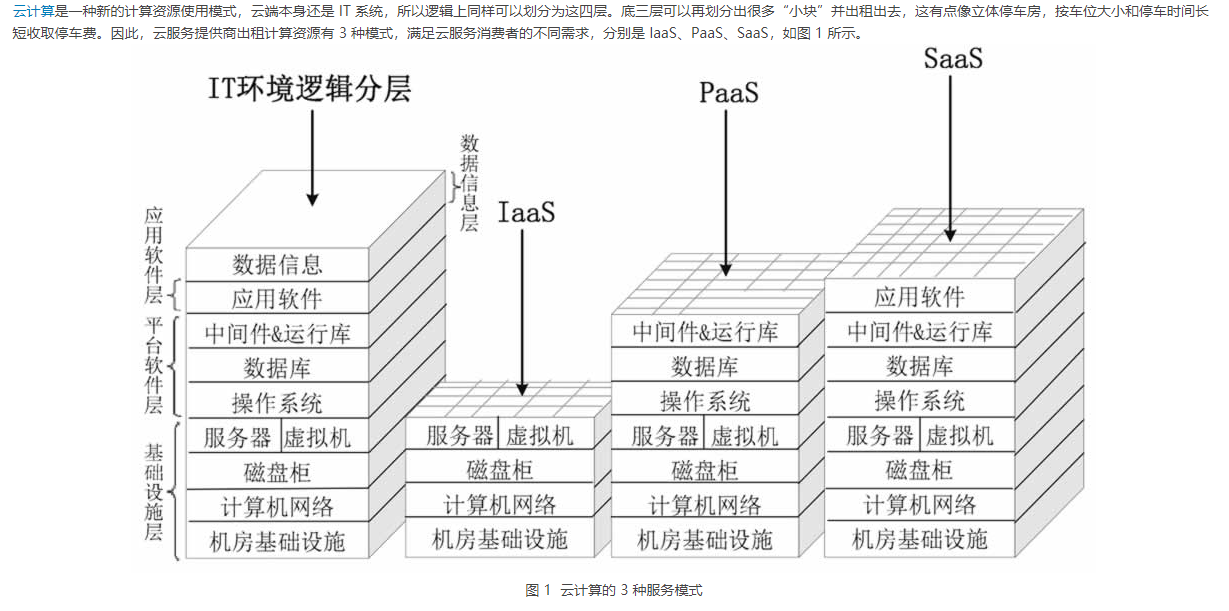 云计算是一种新的计算资源使用模式，云端本身还是 IT 系统，所以逻辑上同样可以划分为这四层。底三层可以再划分出很多“小块”并出租出去，这有点像立体停车房，按车位大小和停车时间长
短收取停车费。因此，云服务提供商出租计算资源有 3 种模式，满足云服务消费者的不同需求，分别是 IaaS、PaaS、SaaS，如图 1 所示。
IT环境逻辑分层
数据信息层
应用软件层
平台软件层
基础设施层
数据信息
应用软件
中间件&运行库
数据库
操作系统
服务器 虚拟机
磁盘柜
计算机网络
机房基础设施
IaaS
服务器 虚拟机
磁盘柜
计算机网络
机房基础设施
PaaS
中间件&运行库
数据库
操作系统
服务器 虚拟机
磁盘柜
计算机网络
机房基础设施
SaaS
应用软件
中间件&运行库
数据库
操作系统
服务器 虚拟机
磁盘柜
计算机网络
机房基础设施
图 1 云计算的 3 种服务模式